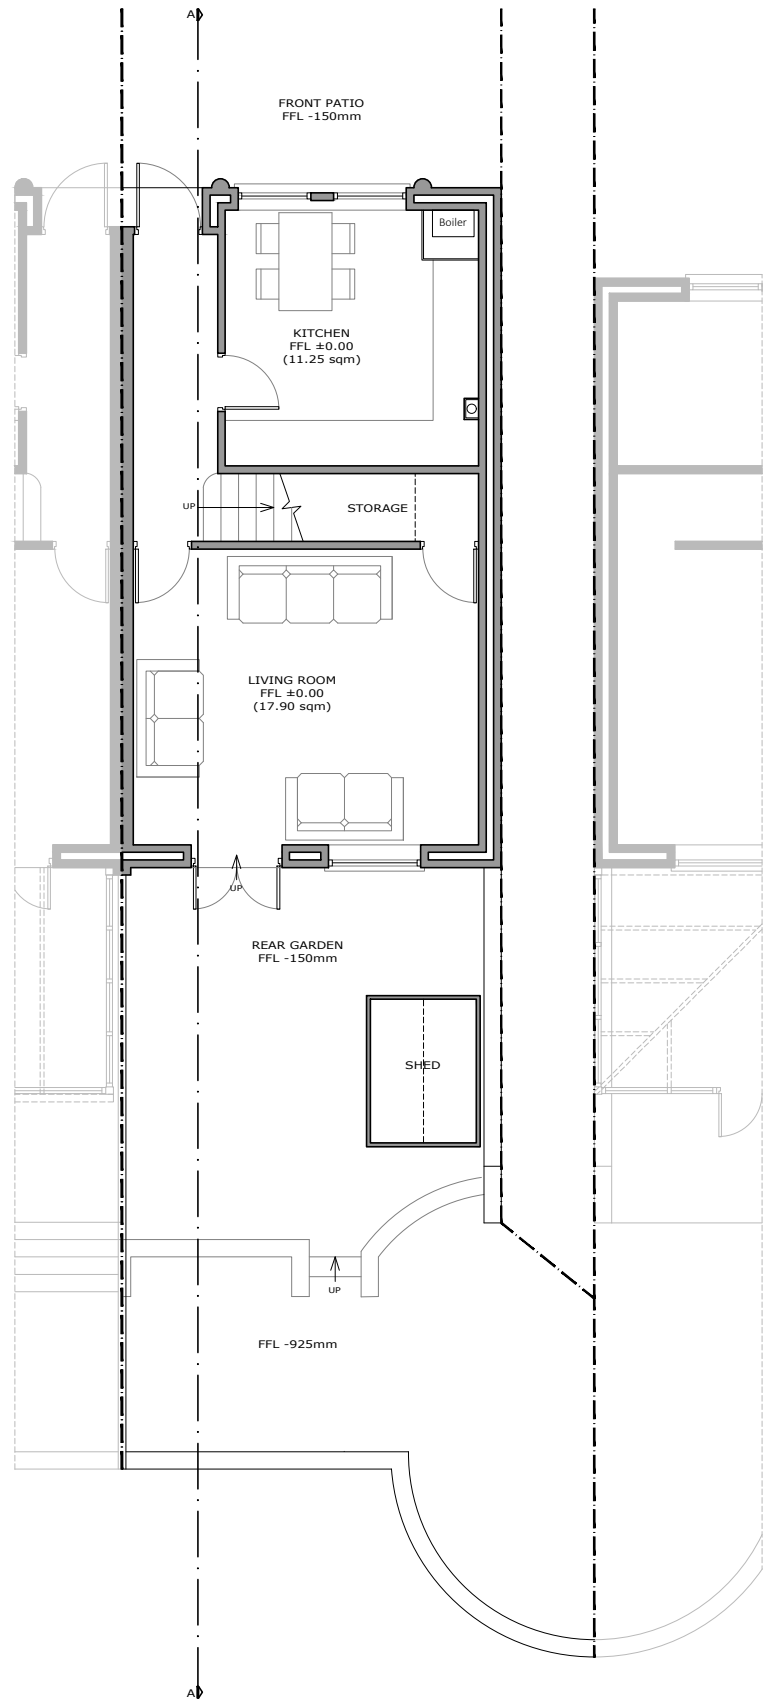 A
FRONT PATIO
FFL -150mm
Boiler
KITCHEN
FFL ±0.00
(11.25 sqm)
UP
STORAGE
LIVING ROOM
FFL ±0.00
(17.90 sqm)
UP
REAR GARDEN
FFL -150mm
SHED
UP
FFL -925mm
A